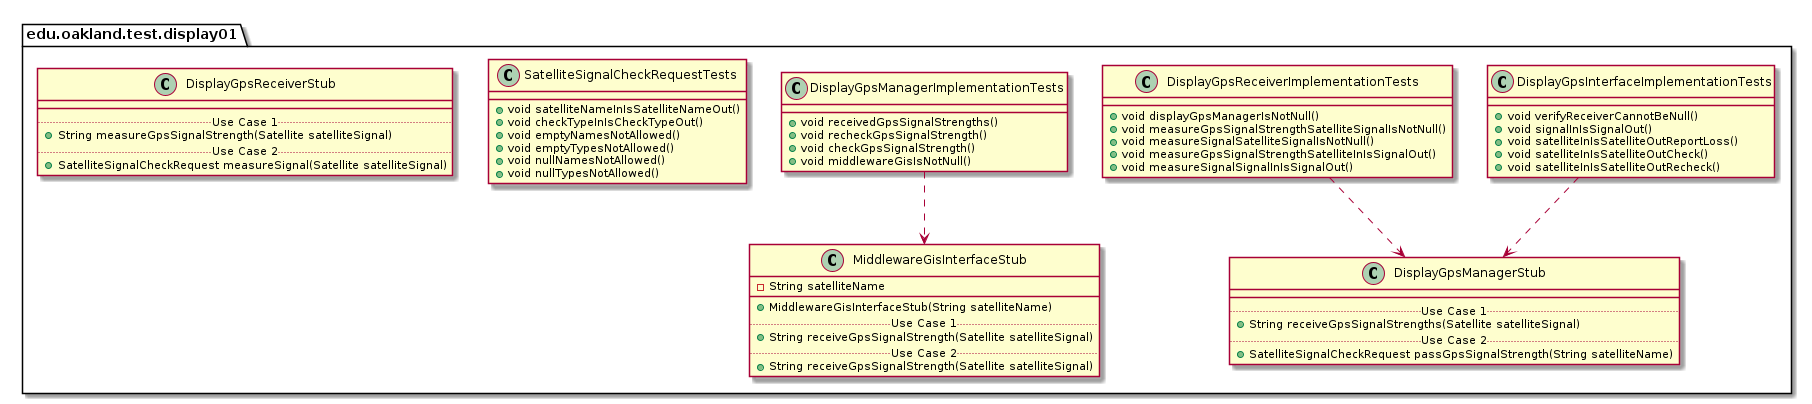 edu.oakland.test.display01
C DisplayGpsReceiverStub
Use Case 1
String measureGpsSignalStrength(Satellite satelliteSignal)
Use Case 2
SatelliteSignalCheckRequest measureSignal(Satellite satelliteSignal)
C SatelliteSignalCheckRequestTests
void satelliteNameInIsSatelliteNameOut()
void checkTypeInIsCheckTypeOut()
void emptyNamesNotAllowed()
void emptyTypesNotAllowed()
void nullNamesNotAllowed()
void nullTypesNotAllowed()
C DisplayGpsManagerImplementationTests
void receivedGpsSignalStrengths()
void recheckGpsSignalStrength()
void checkGpsSignalStrength()
void middlewareGisIsNotNull()
C DisplayGpsReceiverImplementationTests
void displayGpsManagerIsNotNull()
void measureGpsSignalStrengthSatelliteSignalIsNotNull()
void measureSignalSatelliteSignalIsNotNull()
void measureGpsSignalStrengthSatelliteInIsSignalOut()
void measureSignalSignalInIsSignalOut()
C DisplayGpsInterfaceImplementationTests
void verifyReceiverCannotBeNull()
void signalInIsSignalOut()
void satelliteInIsSatelliteOutReportLoss()
void satelliteInIsSatelliteOutCheck()
void satelliteInIsSatelliteOutRecheck()
C MiddlewareGisInterfaceStub
String satelliteName
MiddlewareGisInterfaceStub(String satelliteName)
Use Case 1
String receiveGpsSignalStrength(Satellite satelliteSignal)
Use Case 2
String receiveGpsSignalStrength(Satellite satelliteSignal)
C DisplayGpsManagerStub
Use Case 1
String receiveGpsSignalStrengths(Satellite satelliteSignal)
Use Case 2
SatelliteSignalCheckRequest passGpsSignalStrength(String satelliteName)